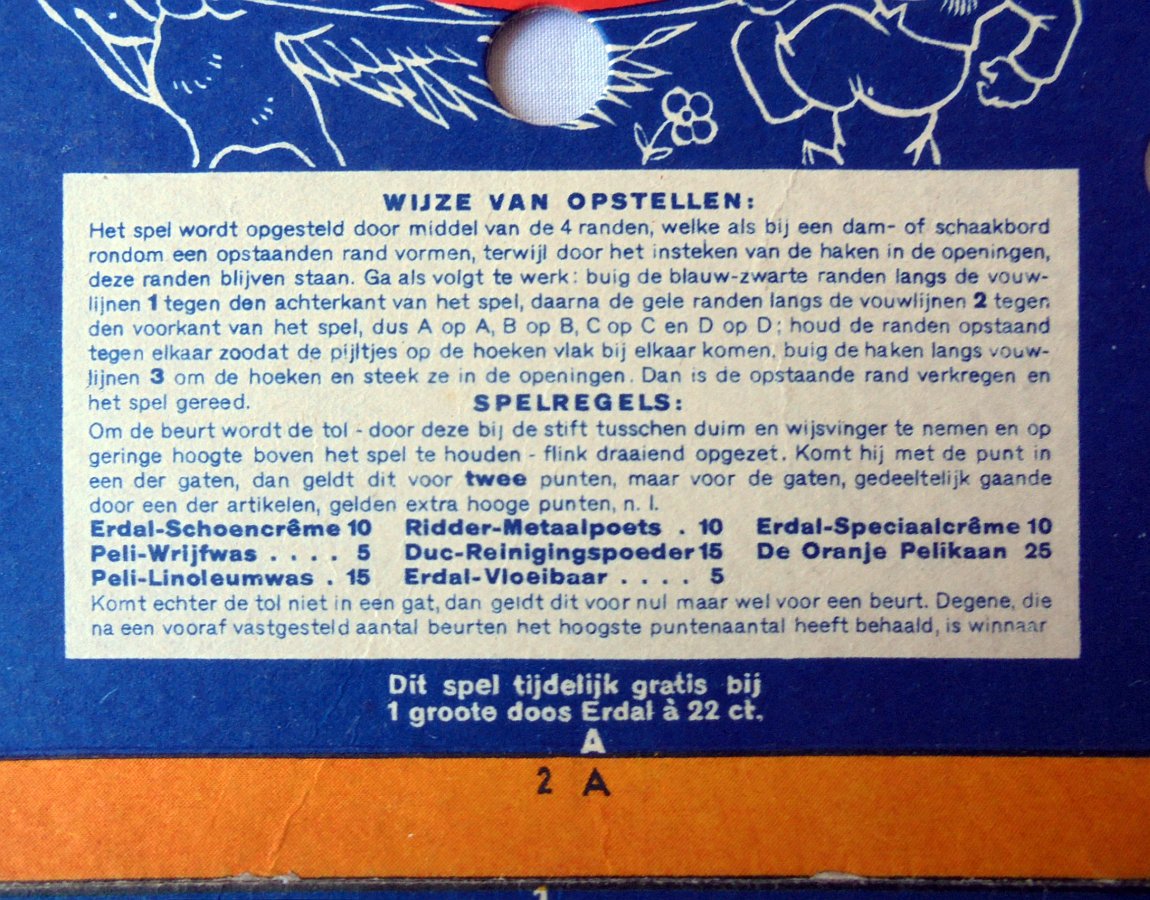 WIJZE VAN OPSTELLEN:
Het spel wordt opgesteld door middel van de 4 randen, welke als bij een dam- of schaakbord
rondom een opstaanden rand vormen, terwijl door het insteken van de haken in de openingen,
deze randen blijven staan. Ga als volgt te werk: buig de blauw-zwarte randen langs de vouw-
lijnen 1 tegen den achterkant van het spel, daarna de gele randen langs de vouwlijnen 2 tegen
den voorkant van het spel, dus A op A, B op B, C op C en D op D; houd de randen opstaand
tegen elkaar zoodat de pijltjes op de hoeken vlak bij elkaar komen, buig de haken langs vouw-
lijnen 3 om de hoeken en steek ze in de openingen. Dan is de opstaande rand verkregen en
het spel gereed. SPELREGELS:
Om de beurt wordt de tol - door deze bij de stift tusschen duim en wijsvinger te nemen en op
geringe hoogte boven het spel te houden - flink draaiend opgezet. Komt hij met de punt in
een der gaten, dan geldt dit voor twee punten, maar voor de gaten, gedeeltelijk gaande
door een der artikelen, gelden extra hooge punten, n. l.
Erdal-Schoencrême 10 Ridder-Metaalpoets . 10 Erdal-Speciaalcrême 10
Peli-Wrijfwas . . . . 5 Duc-Reinigingspoeder 15 De Oranje Pelikaan 25
Peli-Linoleumwas . 15 Erdal-Vloeibaar . . . . 5
Komt echter de tol niet in een gat, dan geldt dit voor nul maar wel voor een beurt. Degene, die
na een vooraf vastgesteld aantal beurten het hoogste puntenaantal heeft behaald, is winnaar
Dit spel tijdelijk gratis bij
1 groote doos Erdal à 22 ct.
A
2 A
1